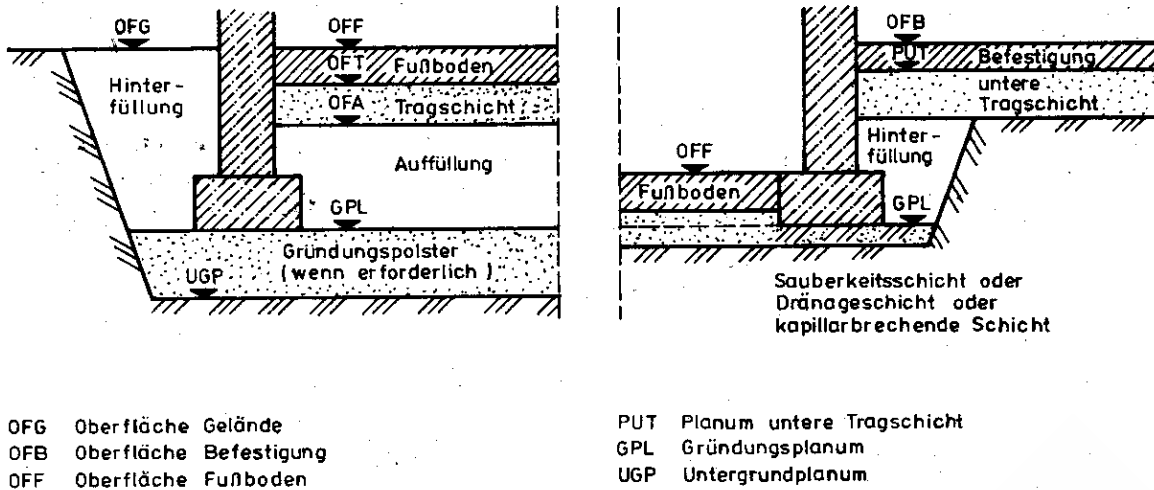 OFG
OFF
OFT
Fußboden
Hinter-
füllung
OFA
Tragschicht
Auffüllung
GPL
Gründungspolster
(wenn erforderlich)
UGP
OFB
PUT
Befestigung
untere
Tragschicht
Hinter-
füllung
OFF
Fußboden
GPL
Sauberkeitsschicht oder
Dränageschicht oder
kapillarbrechende Schicht
OFG Oberfläche Gelände
OFB Oberfläche Befestigung
OFF Oberfläche Fußboden
PUT Planum untere Tragschicht
GPL Gründungsplanum
UGP Untergrundplanum